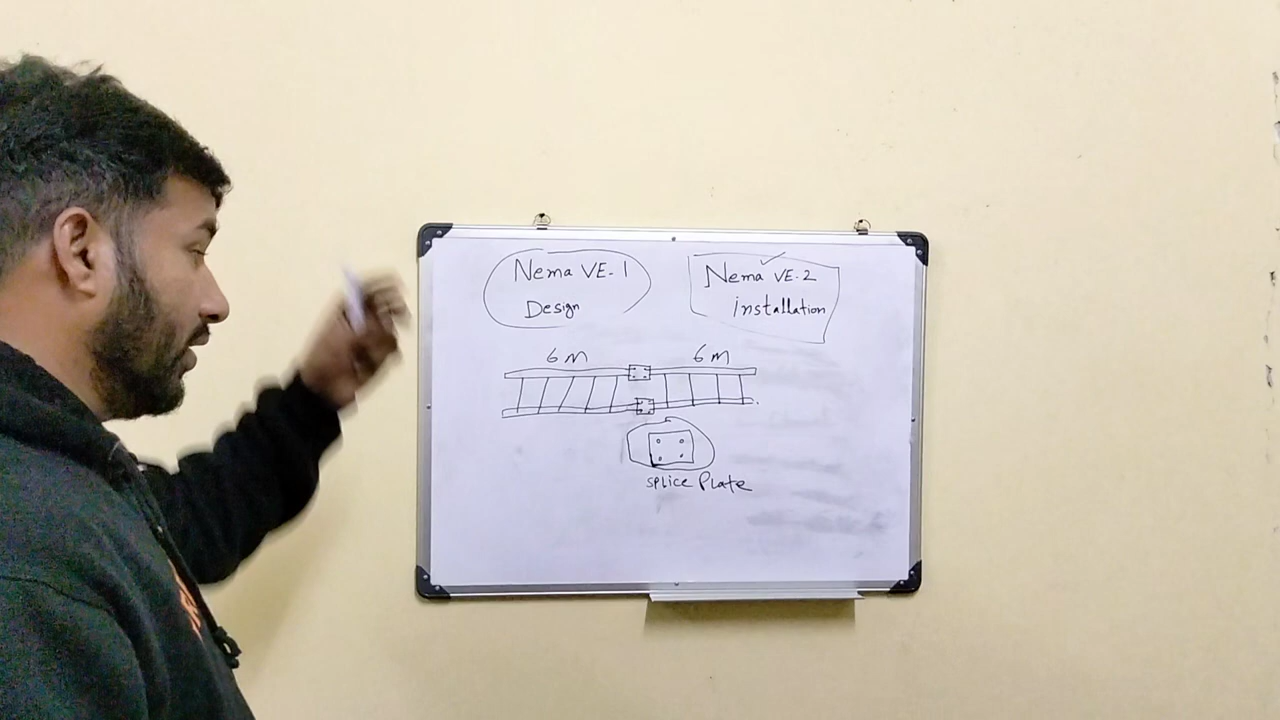 Nema VE-1
Design
Nema VE-2
installation
6 M
6 M
SPLICE Plate